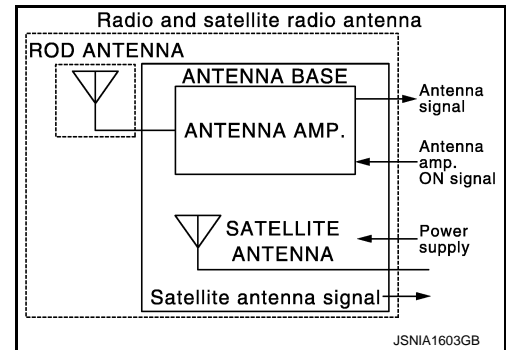 Radio and satellite radio antenna
ROD ANTENNA
ANTENNA BASE
ANTENNA AMP.
Antenna
signal
Antenna
amp.
ON signal
SATELLITE
ANTENNA
Power
supply
Satellite antenna signal
JSNIA1603GB